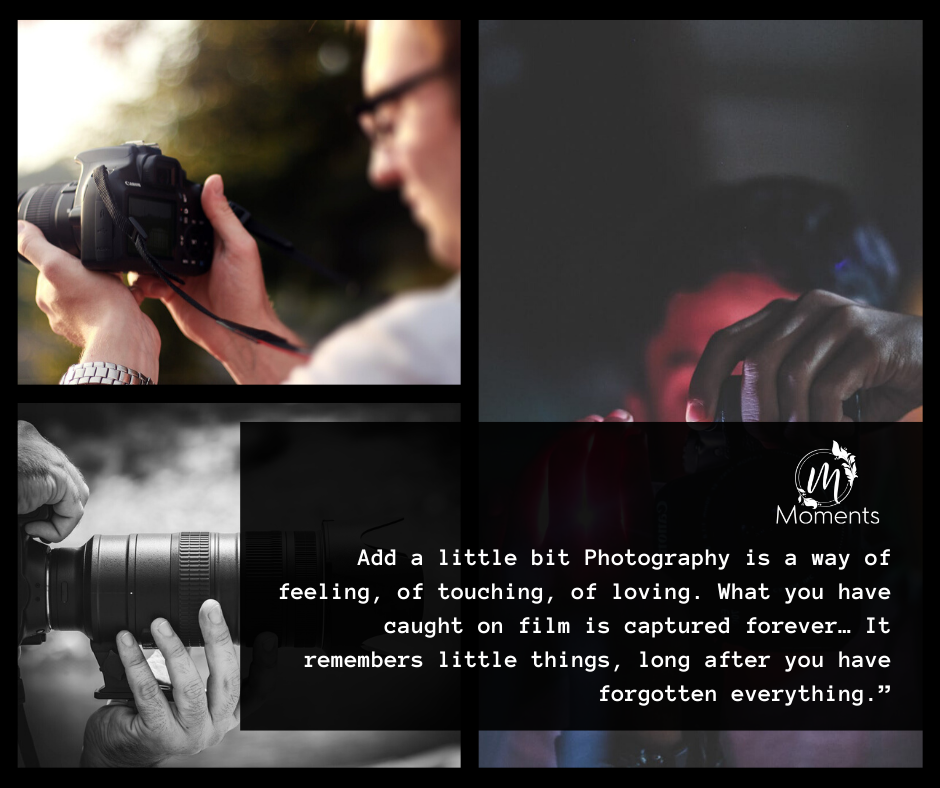 Canon
M
Moments
Add a little bit Photography is a way of
feeling, of touching, of loving. What you have
caught on film is captured forever… It
remembers little things, long after you have
forgotten everything.”